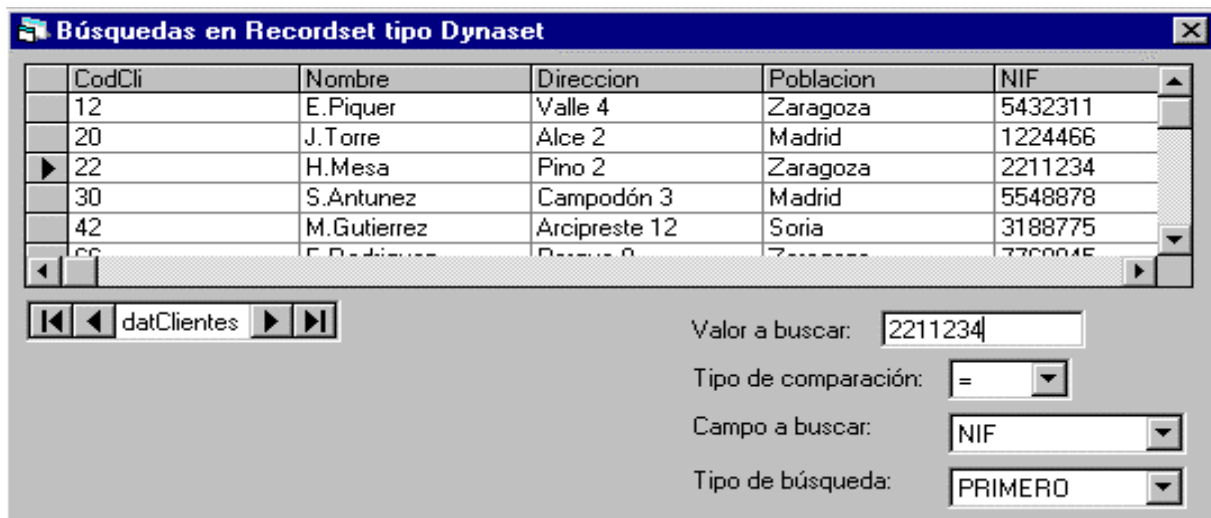 Búsquedas en Recordset tipo Dynaset
CodCli Nombre Direccion Poblacion NIF
12 E.Piquer Valle 4 Zaragoza 5432311
20 J.Torre Alce 2 Madrid 1224466
22 H.Mesa Pino 2 Zaragoza 2211234
30 S.Antunez Campodón 3 Madrid 5548878
42 M.Gutierrez Arcipreste 12 Soria 3188775
datClientes
Valor a buscar: 2211234
Tipo de comparación: =
Campo a buscar: NIF
Tipo de búsqueda: PRIMERO